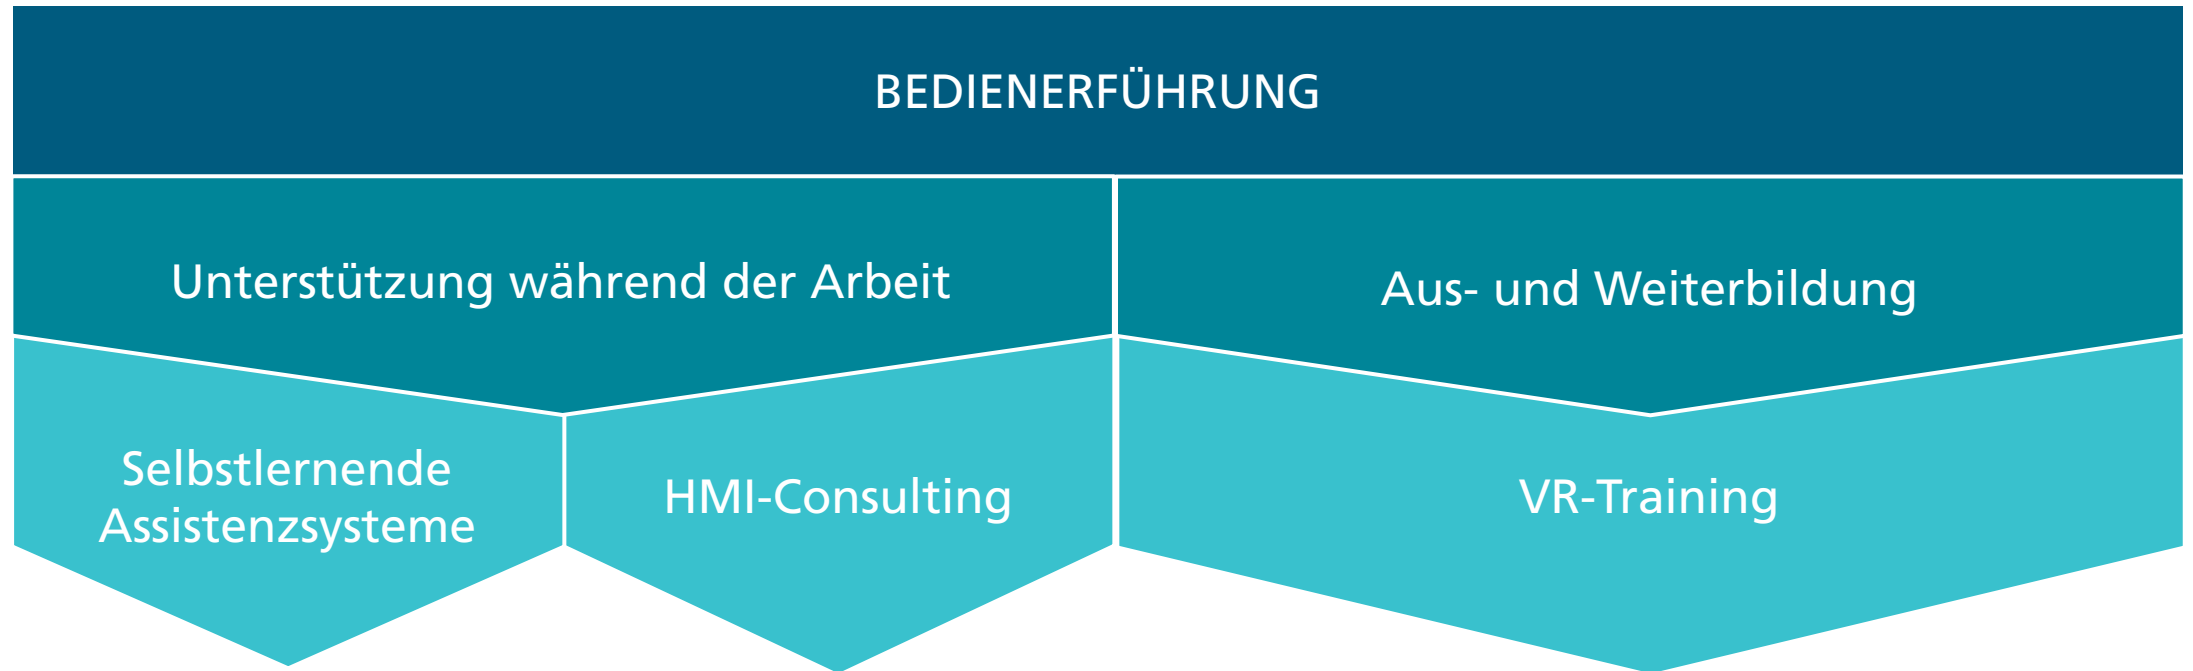 BEDIENERFÜHRUNG
Unterstützung während der Arbeit
Aus- und Weiterbildung
Selbstlernende
Assistenzsysteme
HMI-Consulting
VR-Training